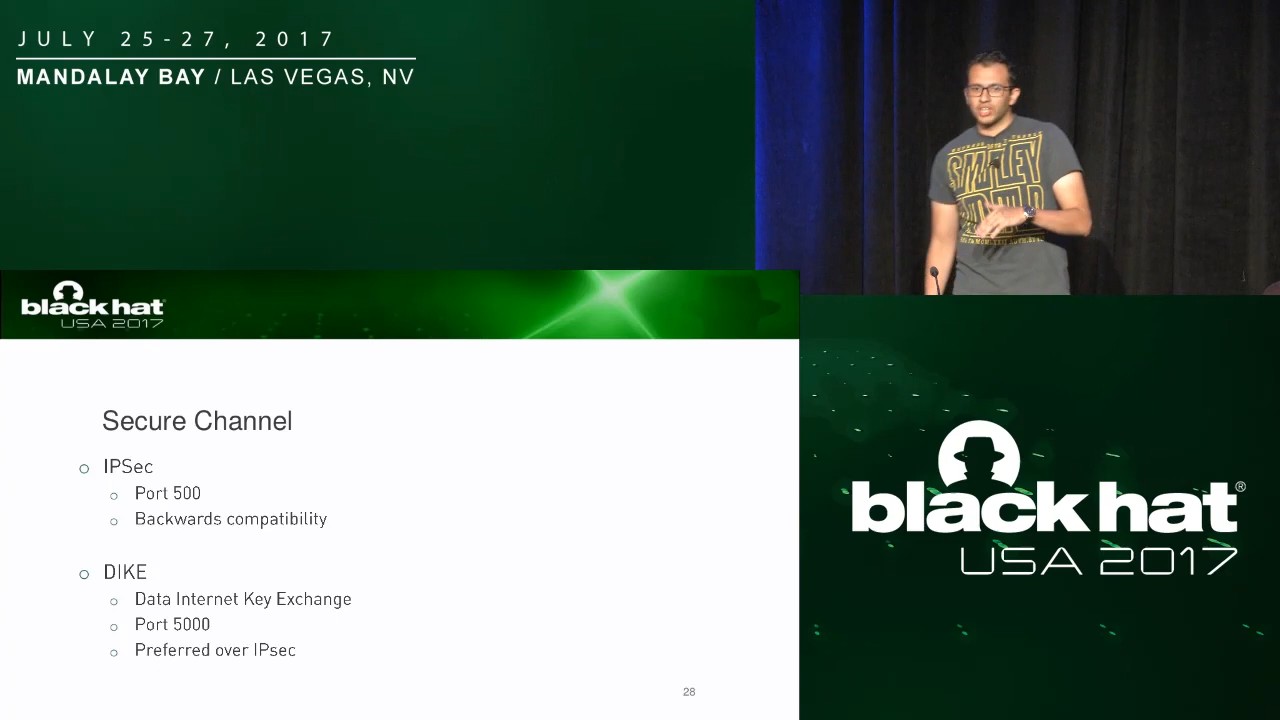 JULY 25-27, 2017
MANDALAY BAY / LAS VEGAS, NV
SMILEY
black hat
USA 2017
Secure Channel
IPSec
Port 500
Backwards compatibility
DIKE
Data Internet Key Exchange
Port 5000
Preferred over IPsec
28
black hat®
USA 2017